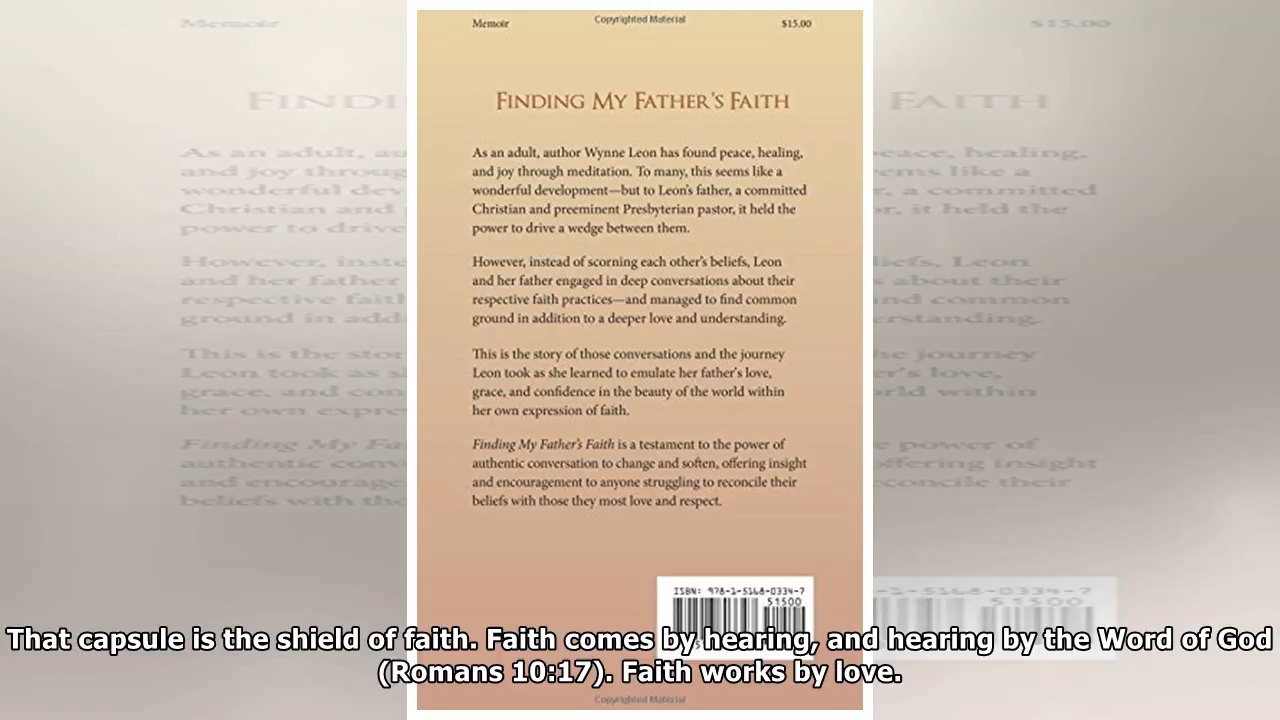 Memoir
Copyrighted Material
$15.00
FINDING MY FATHER'S FAITH
As an adult, author Wynne Leon has found peace, healing,
and joy through meditation. To many, this seems like a
wonderful development—but to Leon's father, a committed
Christian and preeminent Presbyterian pastor, it held the
power to drive a wedge between them.
However, instead of scorning each other's beliefs, Leon
and her father engaged in deep conversations about their
respective faith practices—and managed to find common
ground in addition to a deeper love and understanding.
This is the story of those conversations and the journey
Leon took as she learned to emulate her father's love,
grace, and confidence in the beauty of the world within
her own expression of faith.
Finding My Father's Faith is a testament to the power of
authentic conversation to change and soften, offering insight
and encouragement to anyone struggling to reconcile their
beliefs with those they most love and respect.
ISBN: 978-1-5168-0334-7
51500
That capsule is the shield of faith. Faith comes by hearing, and hearing by the Word of God
(Romans 10:17). Faith works by love.
Copyrighted Material